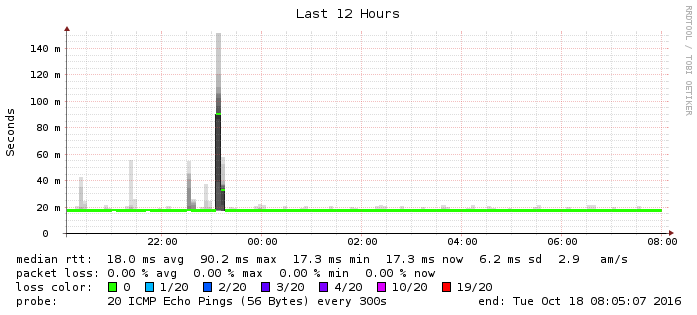 Last 12 Hours
RRDTOOL / TOBI OETIKER
Seconds
140 m
120 m
100 m
80 m
60 m
40 m
20 m
0
22:00 00:00 02:00 04:00 06:00 08:00
median rtt: 18.0 ms avg 90.2 ms max 17.3 ms min 17.3 ms now 6.2 ms sd 2.9 am/s
packet loss: 0.00 % avg 0.00 % max 0.00 % min 0.00 % now
loss color: 0 1/20 2/20 3/20 4/20 10/20 19/20
probe: 20 ICMP Echo Pings (56 Bytes) every 300s end: Tue Oct 18 08:05:07 2016